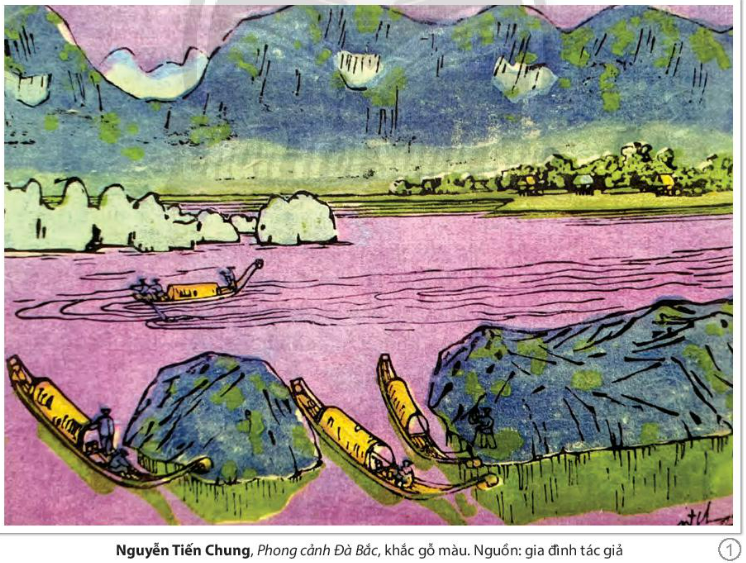 Nguyễn Tiến Chung, Phong cảnh Đà Bắc, khắc gỗ màu. Nguồn: gia đình tác giả
1